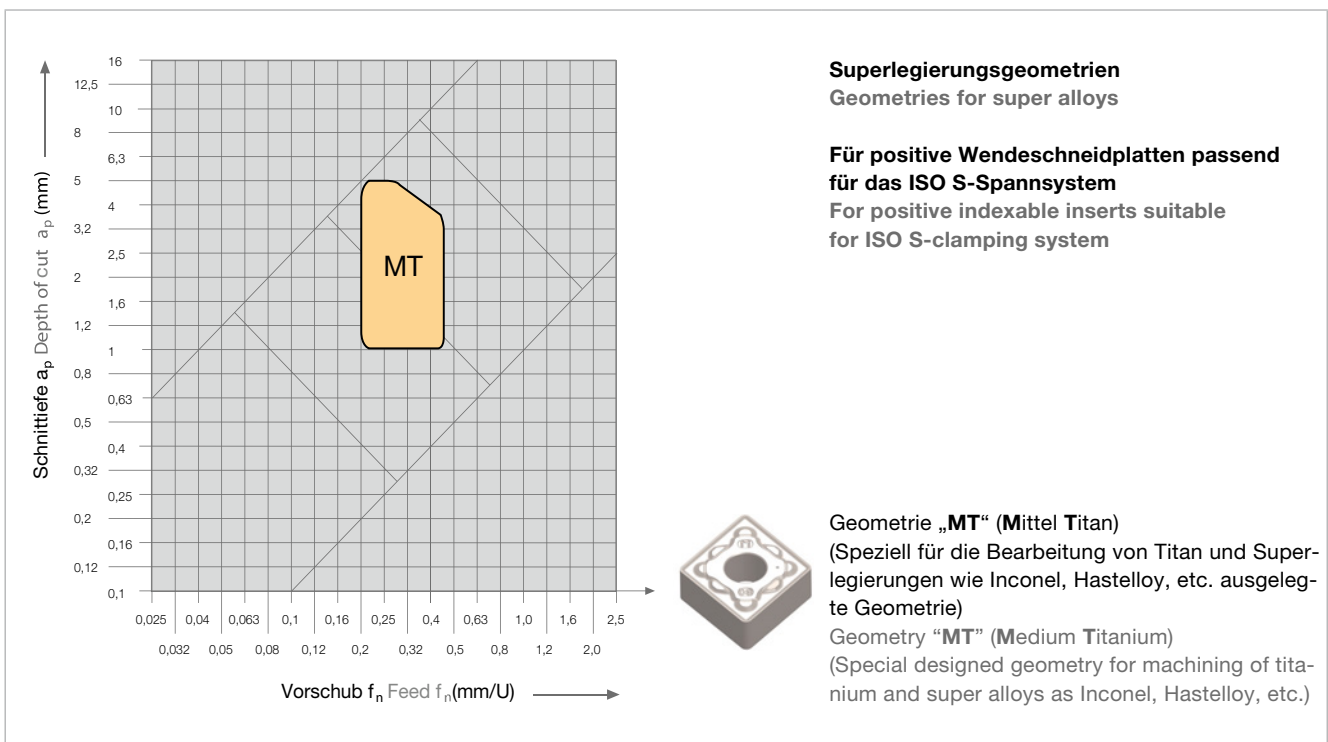 16
12,5
10
8
6,3
5
4
3,2
2,5
2
1,6
1,2
1
0,8
0,63
0,5
0,4
0,32
0,25
0,2
0,16
0,12
0,1
Schnittiefe ap Depth of cut ap (mm)
MT
0,025 0,04 0,063 0,1 0,16 0,25 0,4 0,63 1,0 1,6 2,5
0,032 0,05 0,08 0,12 0,2 0,32 0,5 0,8 1,2 2,0
Vorschub fn Feed fn(mm/U)
Superlegierungsgeometrien
Geometries for super alloys
Für positive Wendeschneidplatten passend
für das ISO S-Spannsystem
For positive indexable inserts suitable
for ISO S-clamping system
Geometrie „MT“ (Mittel Titan)
(Speziell für die Bearbeitung von Titan und Super-
legierungen wie Inconel, Hastelloy, etc. ausgeleg-
te Geometrie)
Geometry “MT” (Medium Titanium)
(Special designed geometry for machining of tita-
nium and super alloys as Inconel, Hastelloy, etc.)